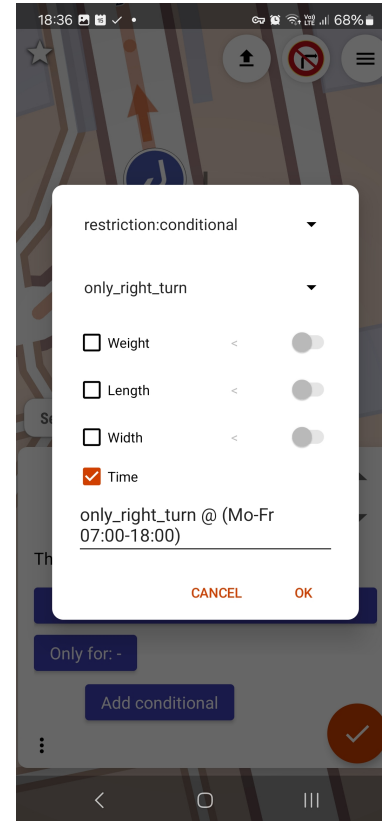 18:36
68%
restriction:conditional
only_right_turn
Weight <
Length <
Width <
Time
only_right_turn @ (Mo-Fr
07:00-18:00)
Th
CANCEL OK
Only for: -
Add conditional